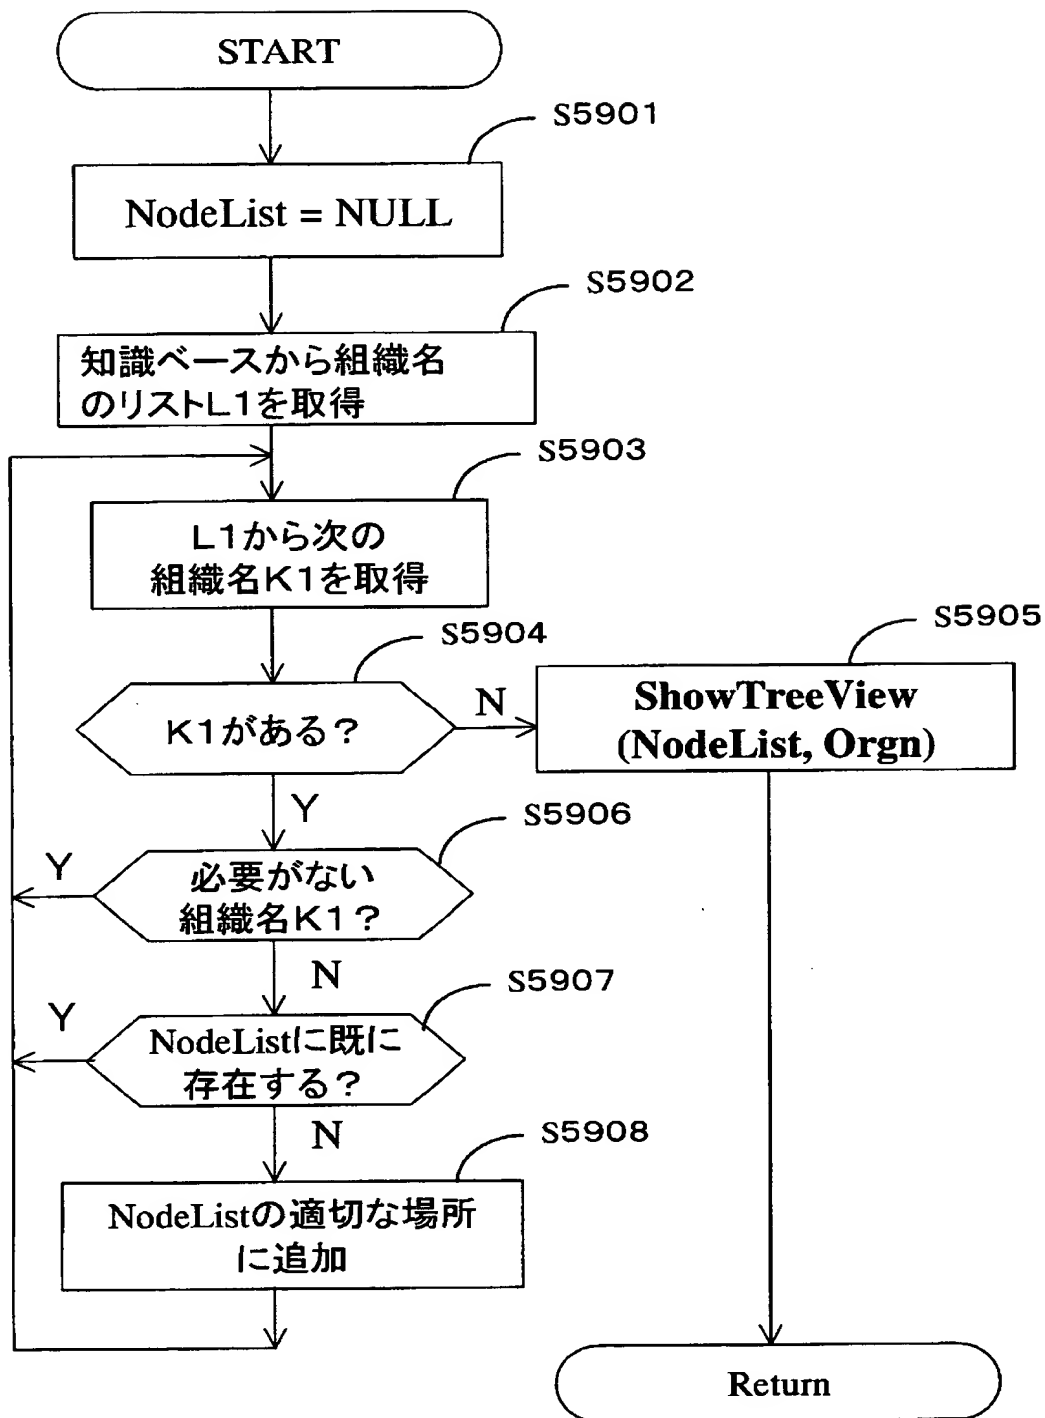 START
S5901
NodeList = NULL
S5902
知識ベースから組織名
のリストL1を取得
S5903
L1から次の
組織名K1を取得
S5904
K1がある?
N
S5905
ShowTreeView
(NodeList, Orgn)
Y
S5906
必要がない
組織名K1?
Y
N
S5907
NodeListに既に
存在する?
Y
N
S5908
NodeListの適切な場所
に追加
Return